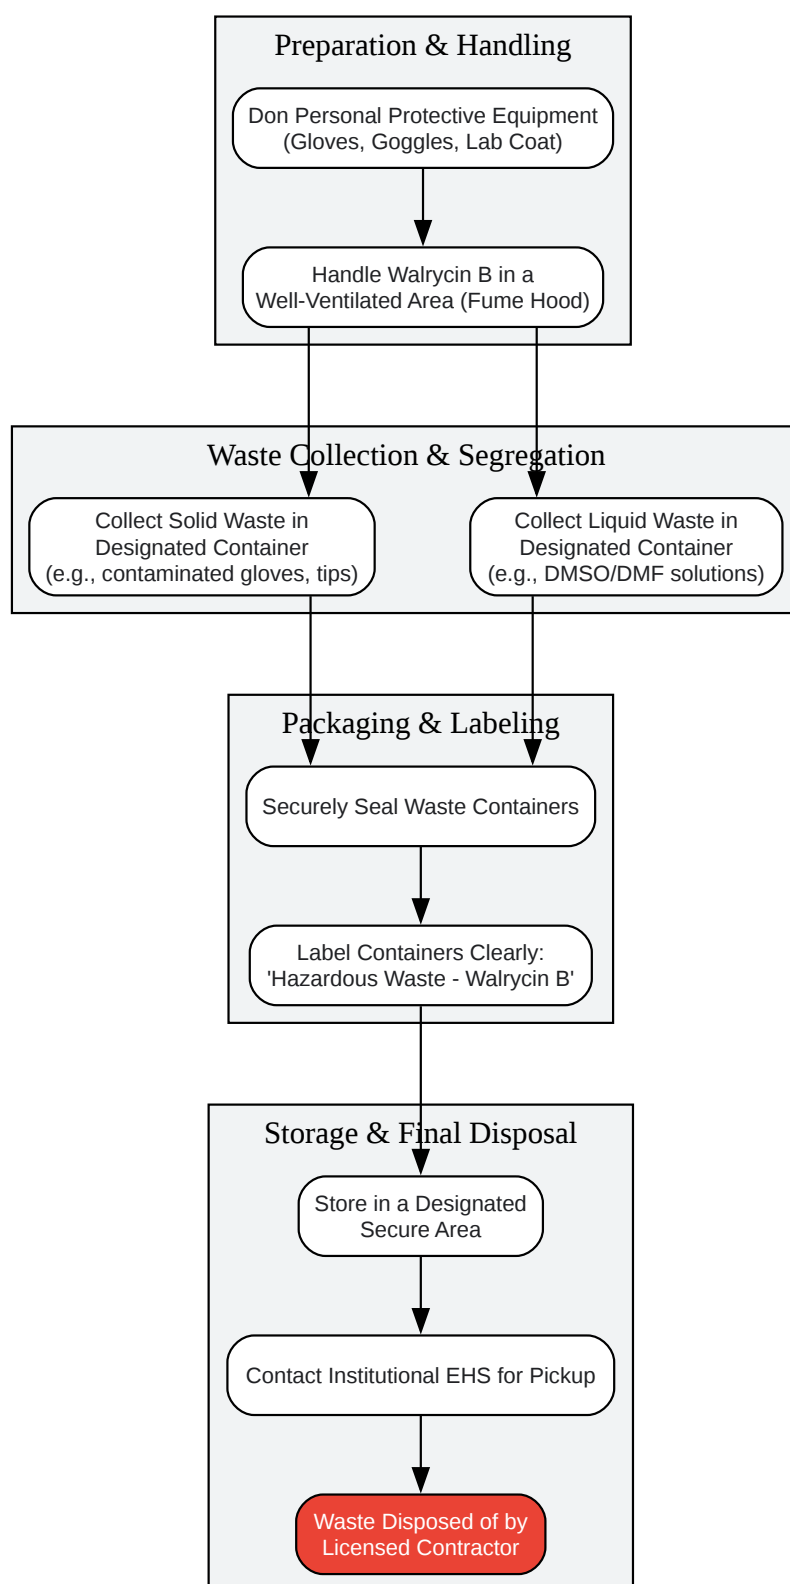 Preparation & Handling
Don Personal Protective Equipment
(Gloves, Goggles, Lab Coat)
Handle Walrycin B in a
Well-Ventilated Area (Fume Hood)
Waste Collection & Segregation
Collect Solid Waste in
Designated Container
(e.g., contaminated gloves, tips)
Collect Liquid Waste in
Designated Container
(e.g., DMSO/DMF solutions)
Packaging & Labeling
Securely Seal Waste Containers
Label Containers Clearly:
'Hazardous Waste - Walrycin B'
Storage & Final Disposal
Store in a Designated
Secure Area
Contact Institutional EHS for Pickup
Waste Disposed of by
Licensed Contractor